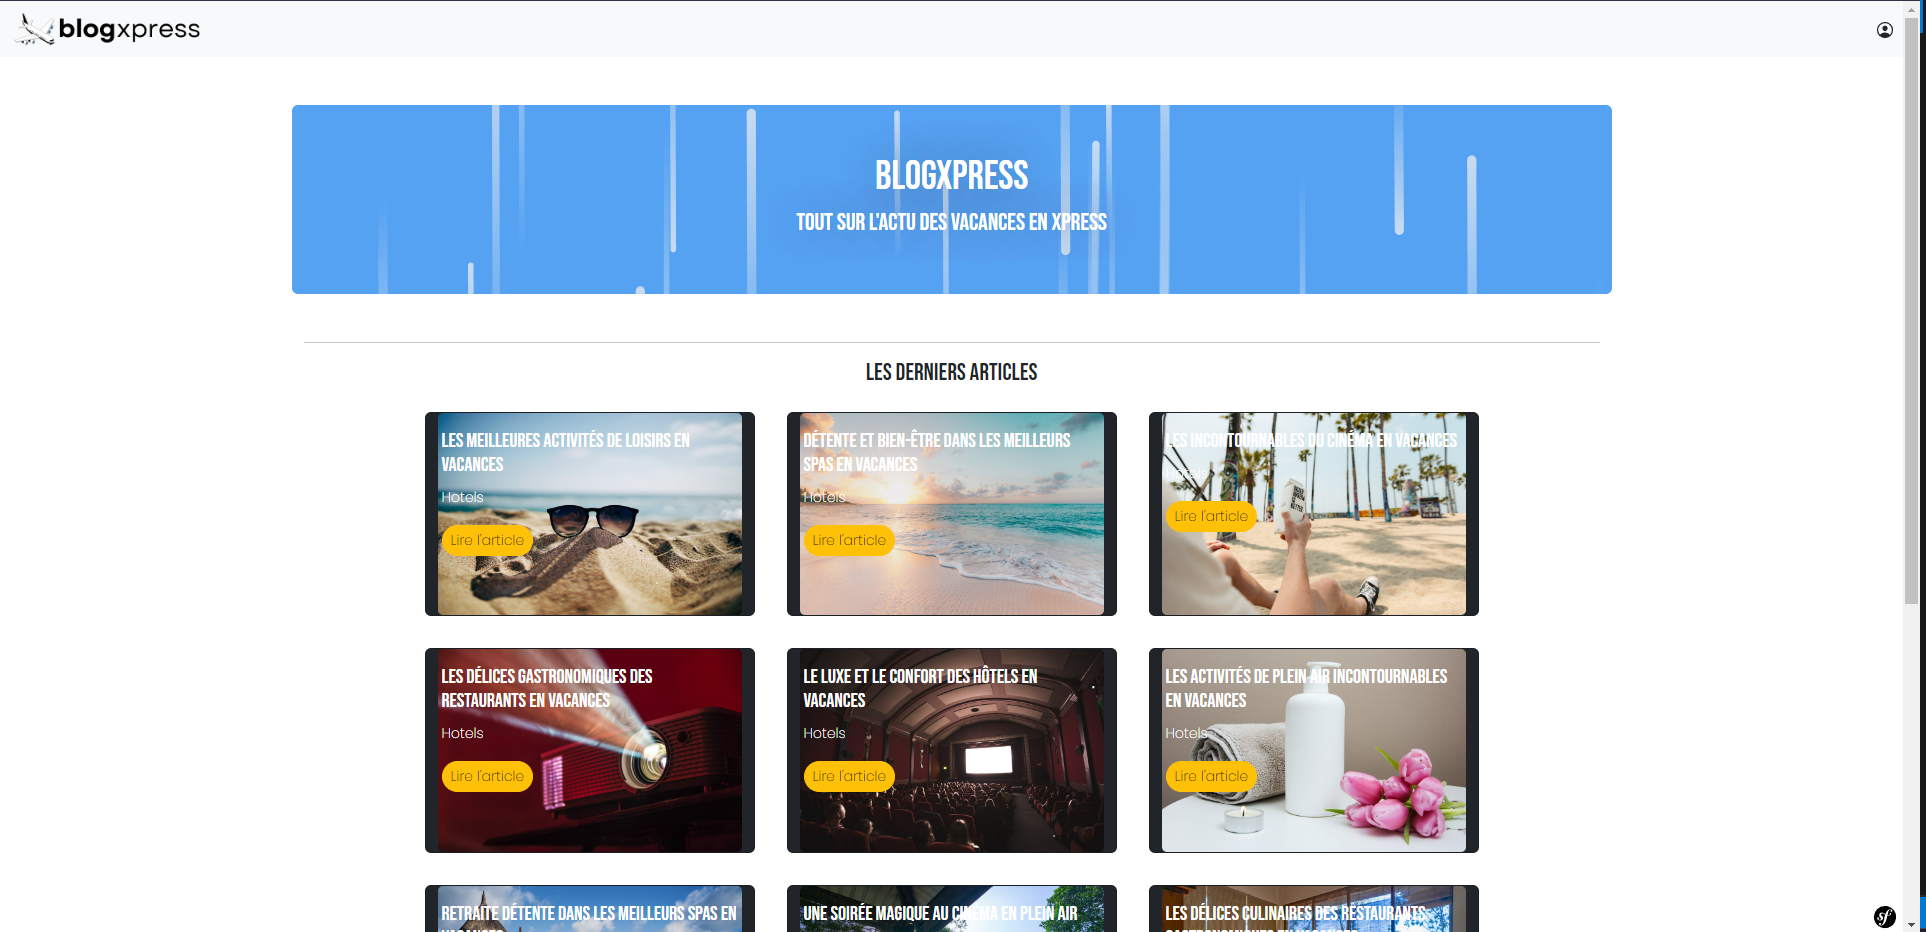 blogxpress
BLOGXPRESS
TOUT SUR L'ACTU DES VACANCES EN XPRESS
LES DERNIERS ARTICLES
LES MEILLEURES ACTIVITÉS DE LOISIRS EN
VACANCES
Hotels
Lire l'article
DÉTENTE ET BIEN-ÊTRE DANS LES MEILLEURS
SPAS EN VACANCES
Hotels
Lire l'article
LES INCONTOURNABLES DU CINÉMA EN VACANCES
Hotels
Lire l'article
LES DÉLICES GASTRONOMIQUES DES
RESTAURANTS EN VACANCES
Hotels
Lire l'article
LE LUXE ET LE CONFORT DES HÔTELS EN
VACANCES
Hotels
Lire l'article
LES ACTIVITÉS DE PLEIN AIR INCONTOURNABLES
EN VACANCES
Hotels
Lire l'article
RETRAITE DÉTENTE DANS LES MEILLEURS SPAS EN
VACANCES
UNE SOIRÉE MAGIQUE AU CINÉMA EN PLEIN AIR
LES DÉLICES CULINAIRES DES RESTAURANTS
GASTRONOMIQUES EN VACANCES
sf